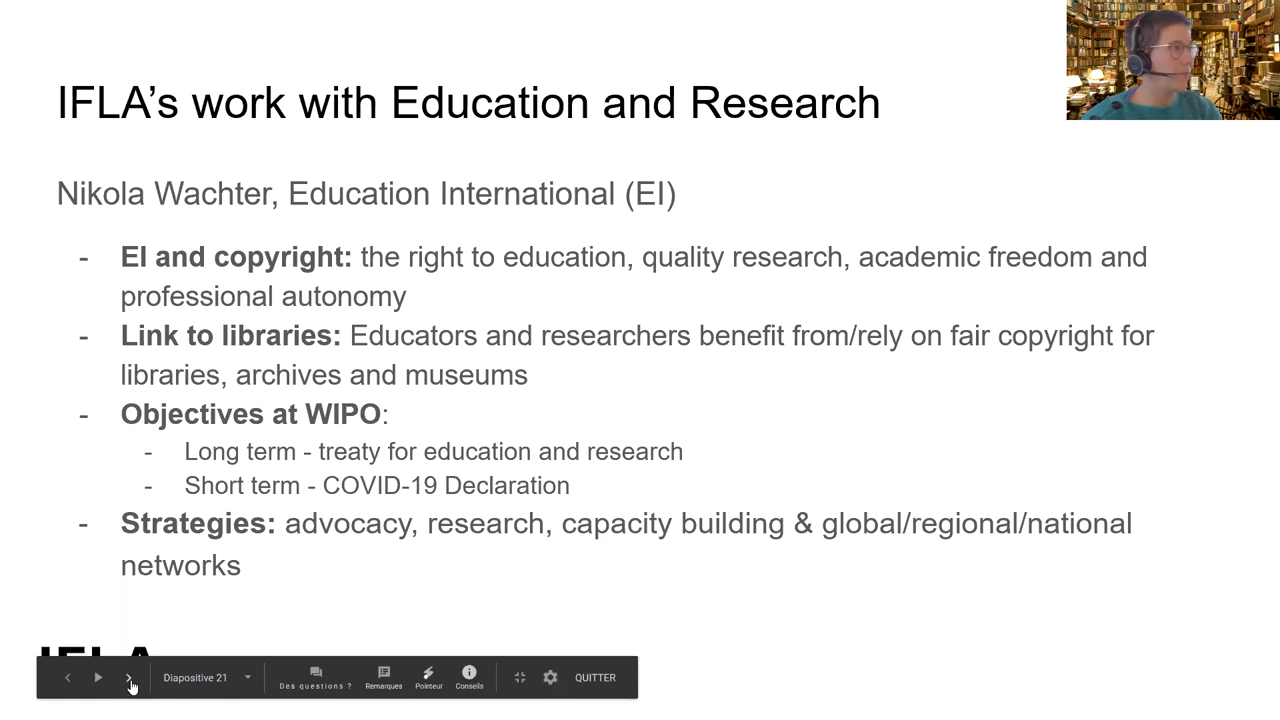 IFLA’s work with Education and Research
Nikola Wachter, Education International (EI)
- EI and copyright: the right to education, quality research, academic freedom and
professional autonomy
- Link to libraries: Educators and researchers benefit from/rely on fair copyright for
libraries, archives and museums
- Objectives at WIPO:
- Long term - treaty for education and research
- Short term - COVID-19 Declaration
- Strategies: advocacy, research, capacity building & global/regional/national
networks
IFLA
Diapositive 21
Des questions ?
Remarques
Pointeur
Conseils
QUITTER